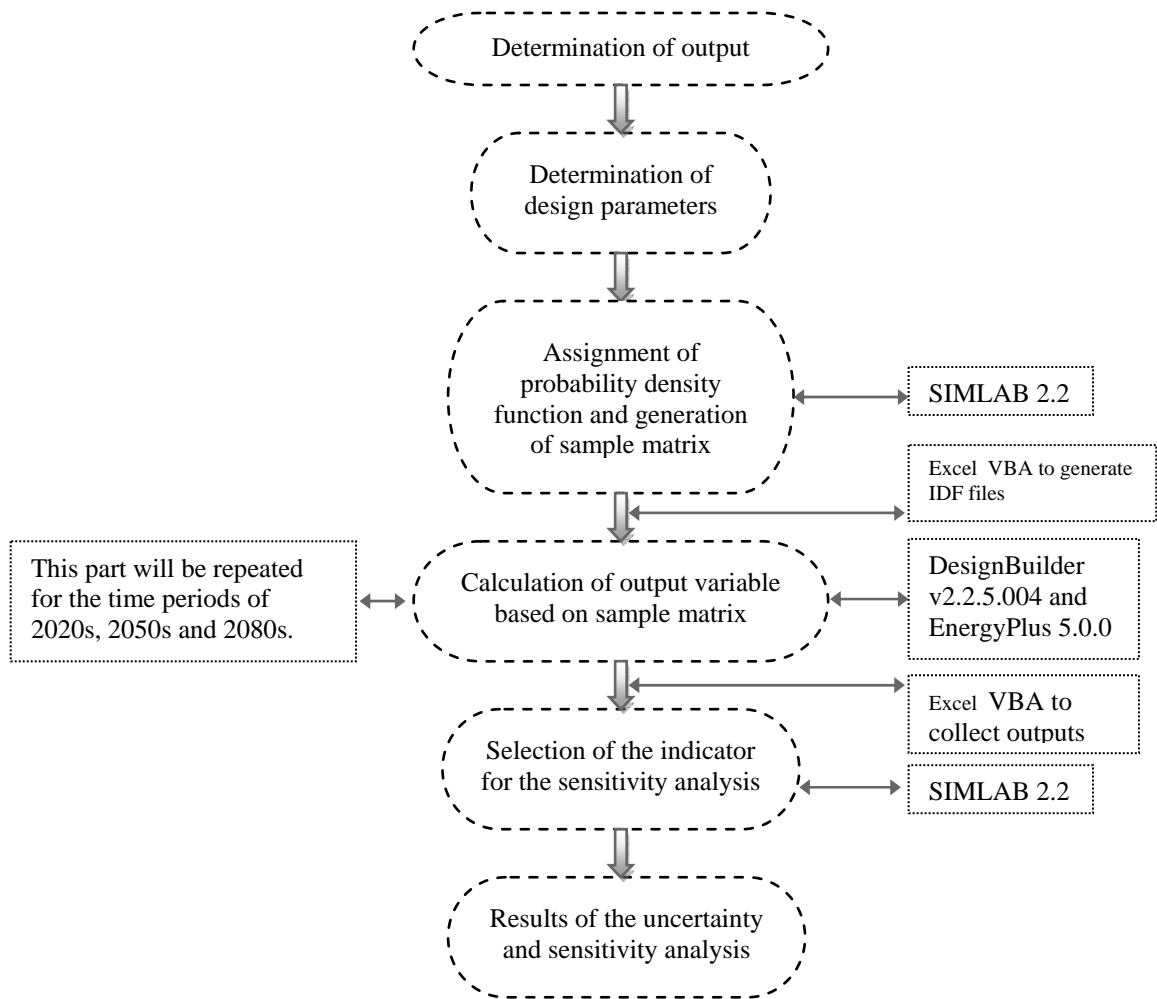 Determination of output
Determination of
design parameters
Assignment of
probability density
function and generation
of sample matrix
SIMLAB 2.2
Excel VBA to generate
IDF files
This part will be repeated
for the time periods of
2020s, 2050s and 2080s.
Calculation of output variable
based on sample matrix
DesignBuilder
v2.2.5.004 and
EnergyPlus 5.0.0
Excel VBA to
collect outputs
Selection of the indicator
for the sensitivity analysis
SIMLAB 2.2
Results of the uncertainty
and sensitivity analysis